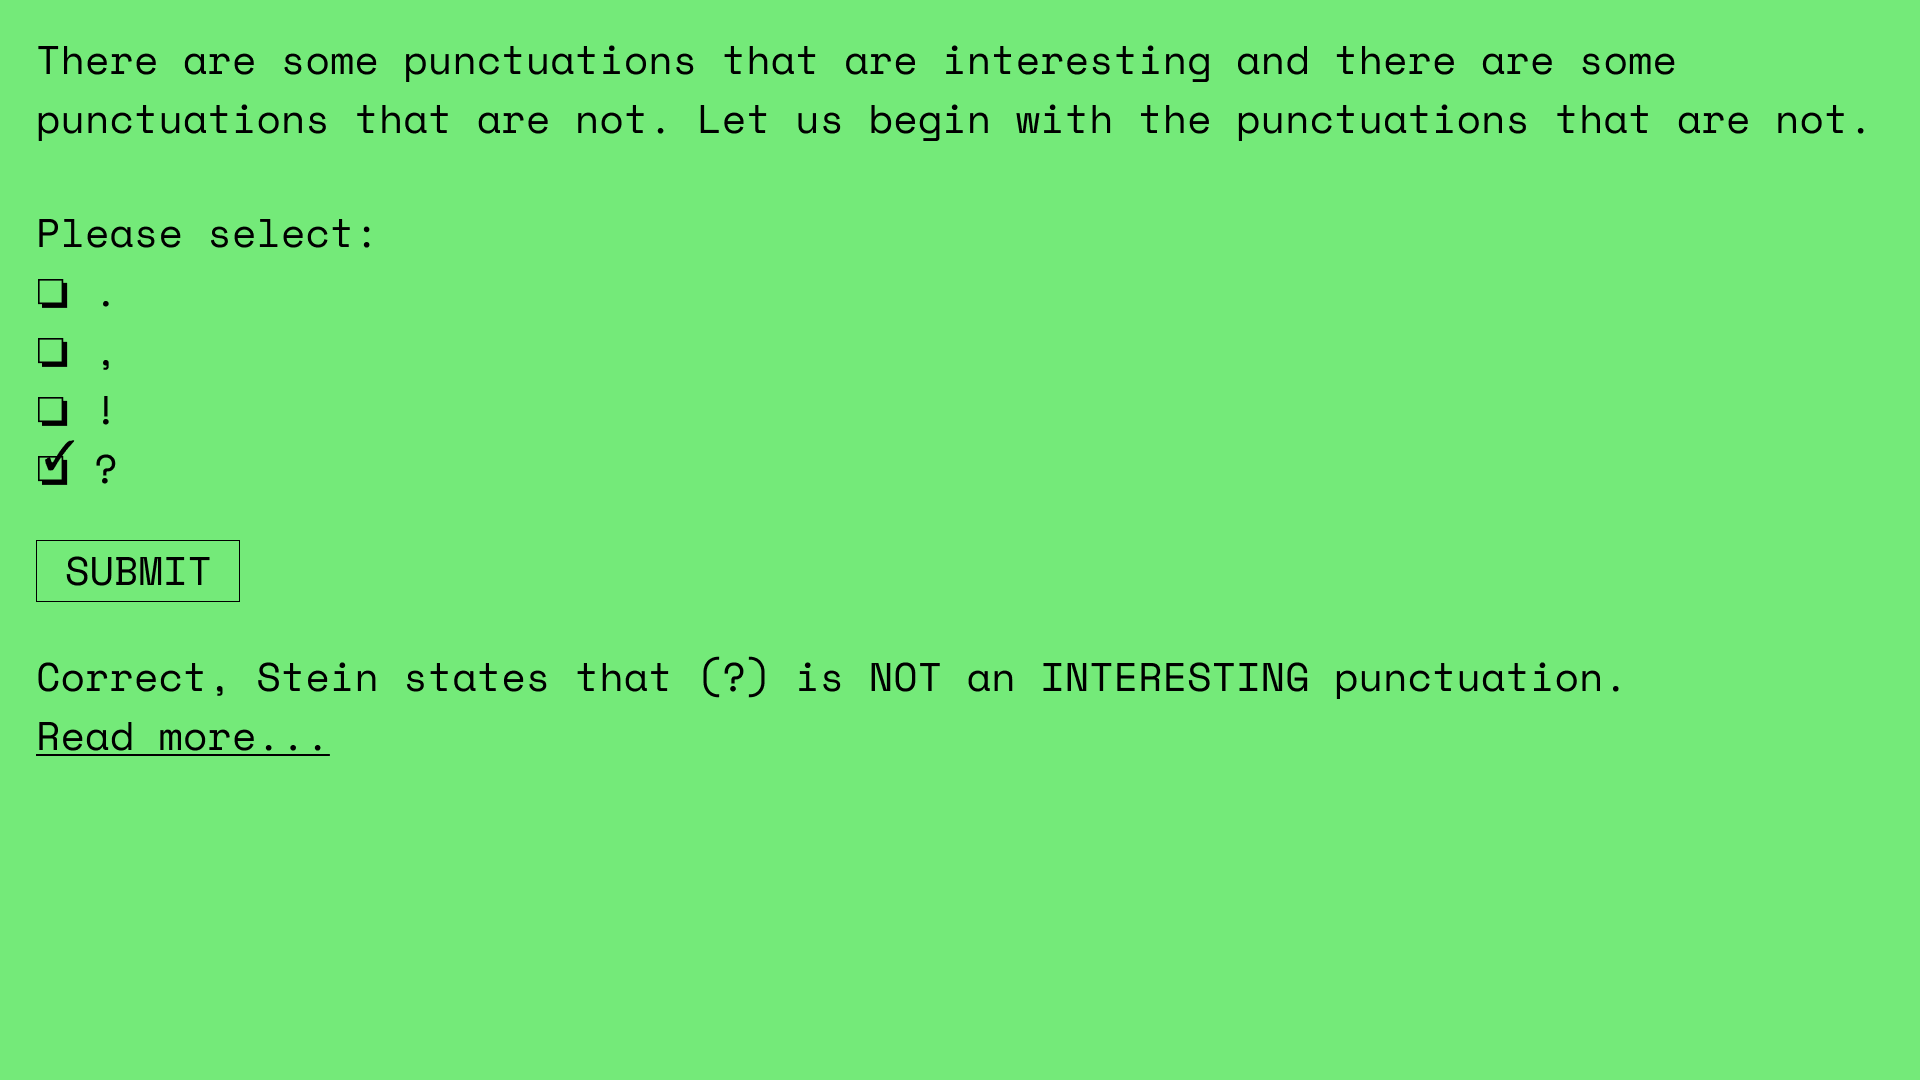 There are some punctuations that are interesting and there are some
punctuations that are not. Let us begin with the punctuations that are not.
Please select:
❏ .
❏ ,
❏ !
✓ ?
SUBMIT
Correct, Stein states that (?) is NOT an INTERESTING punctuation.
Read more...